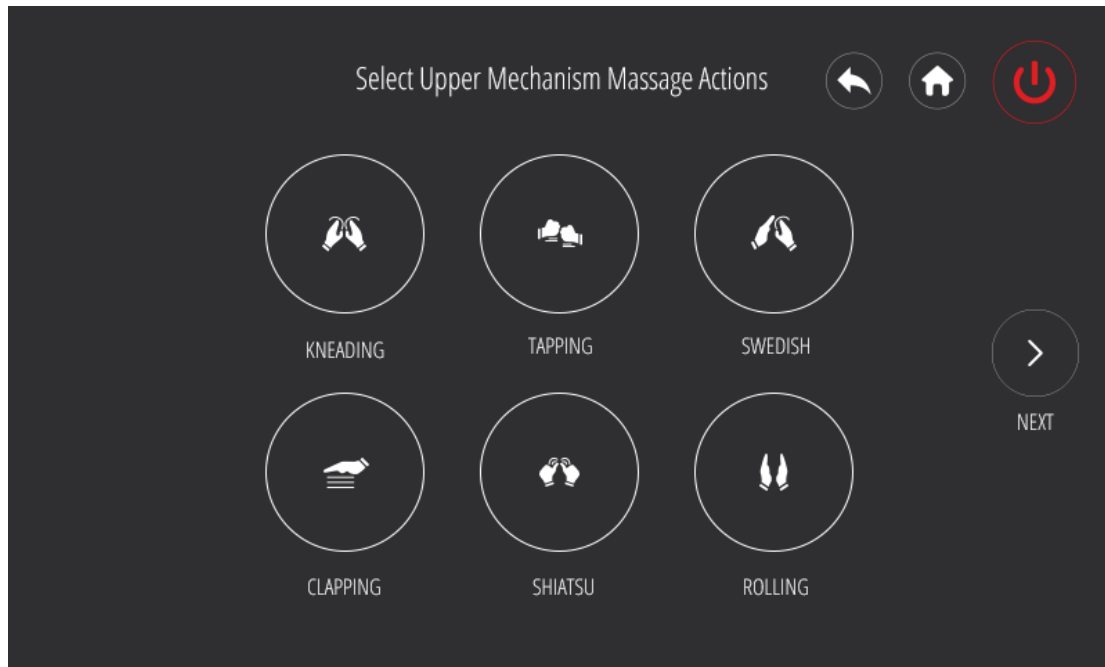 Select Upper Mechanism Massage Actions
KNEADING
TAPPING
SWEDISH
NEXT
CLAPPING
SHIATSU
ROLLING